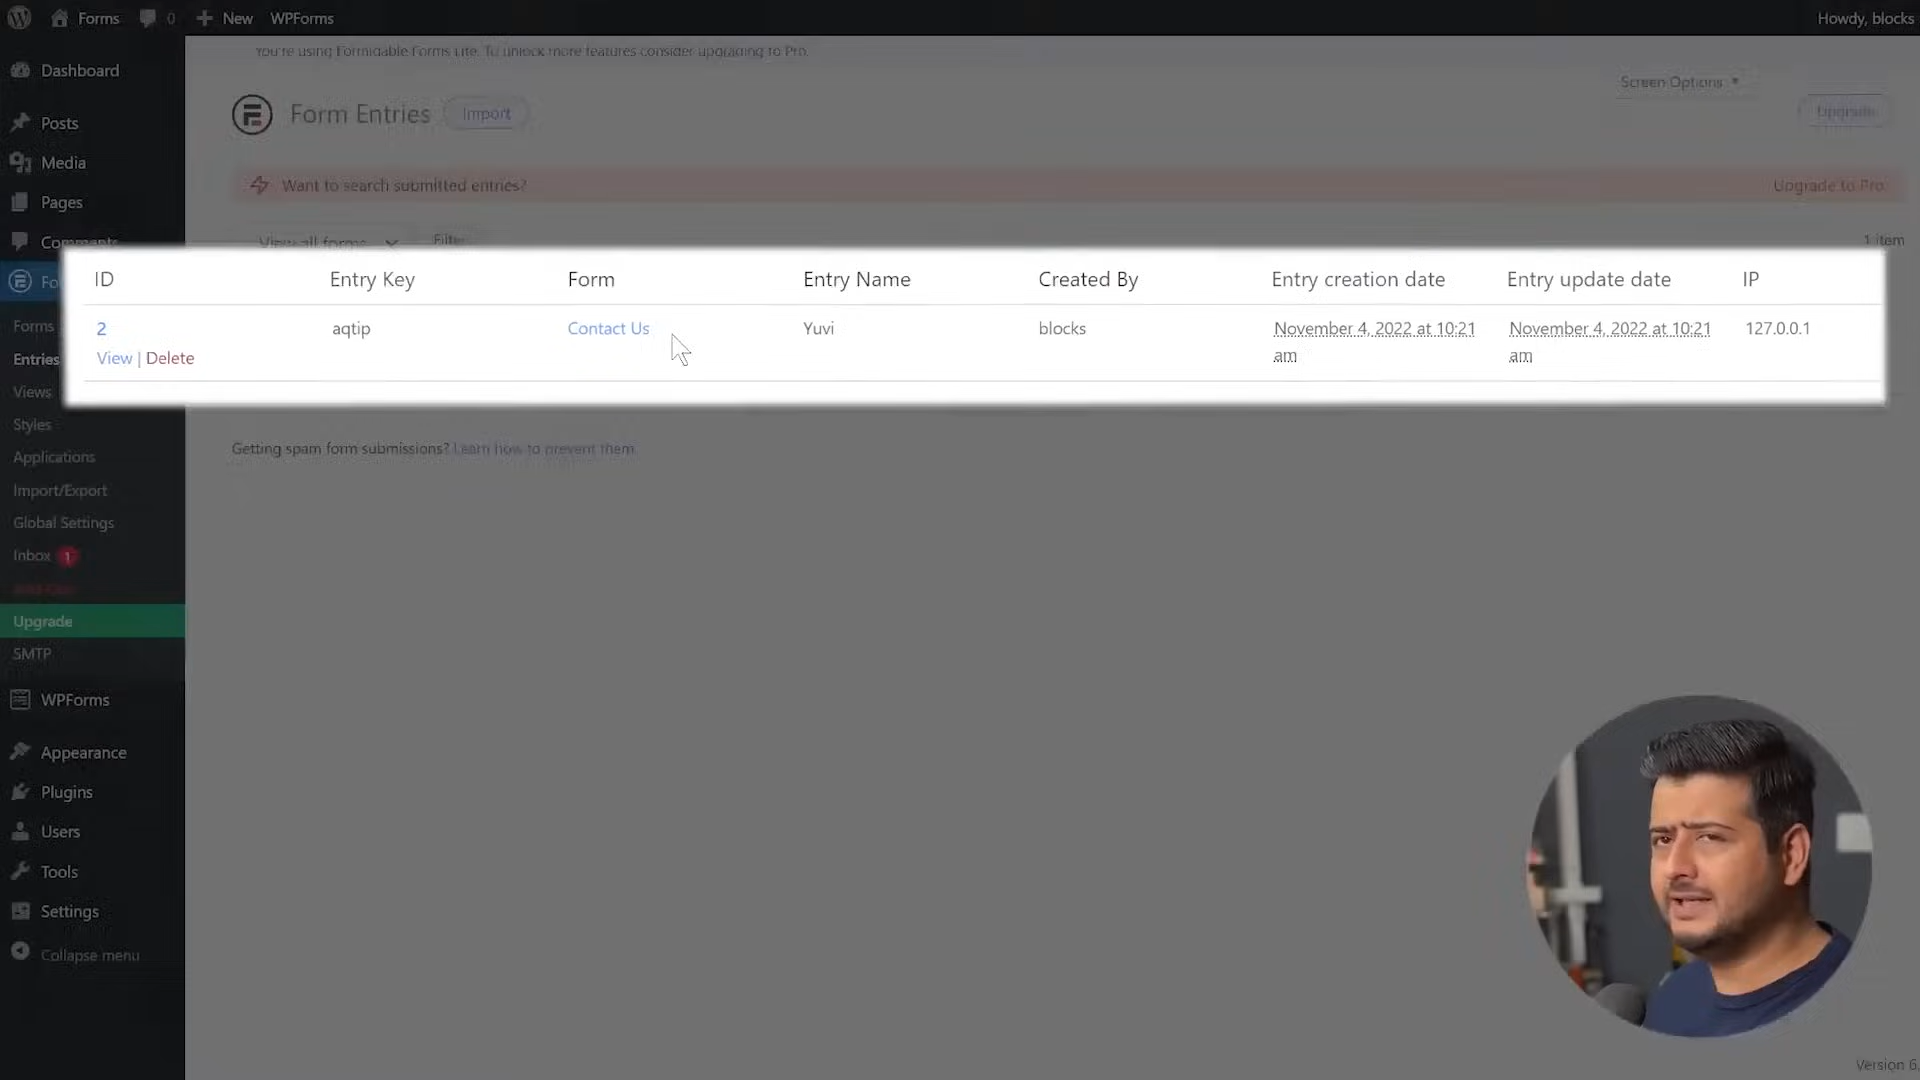 Forms 0 New WPForms Howdy, blocks
You're using Formidable Forms Lite. To unlock more features consider upgrading to Pro.
Dashboard
Screen Options
Form Entries Import Upgrade
Posts
Media
Want to search submitted entries? Upgrade to Pro
Pages
Comments View all forms Filter 1 item
Fo ID Entry Key Form Entry Name Created By Entry creation date Entry update date IP
Forms 2 aqtip Contact Us Yuvi blocks November 4, 2022 at 10:21 November 4, 2022 at 10:21 127.0.0.1
Entries View | Delete am am
Views
Styles
Getting spam form submissions? Learn how to prevent them.
Applications
Import/Export
Global Settings
Inbox 1
Upgrade
SMTP
WPForms
Appearance
Plugins
Users
Tools
Settings
Collapse menu
Version 6.